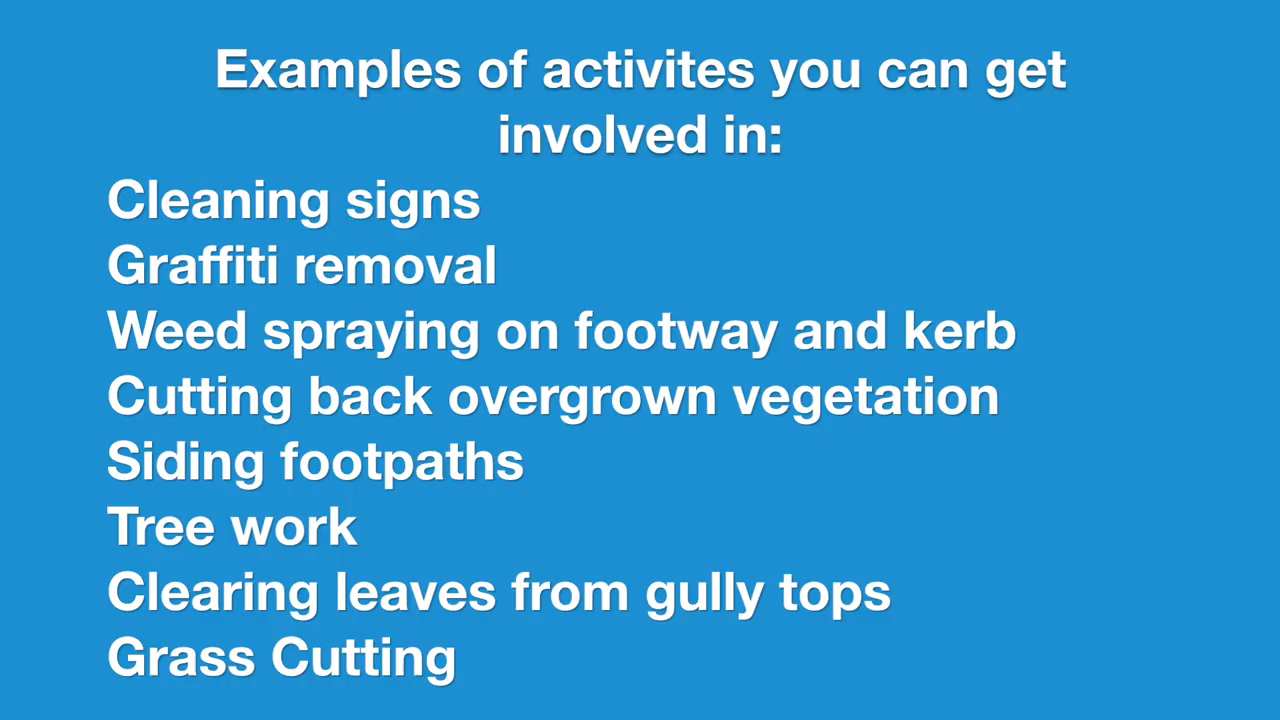 Examples of activites you can get
involved in:
Cleaning signs
Graffiti removal
Weed spraying on footway and kerb
Cutting back overgrown vegetation
Siding footpaths
Tree work
Clearing leaves from gully tops
Grass Cutting